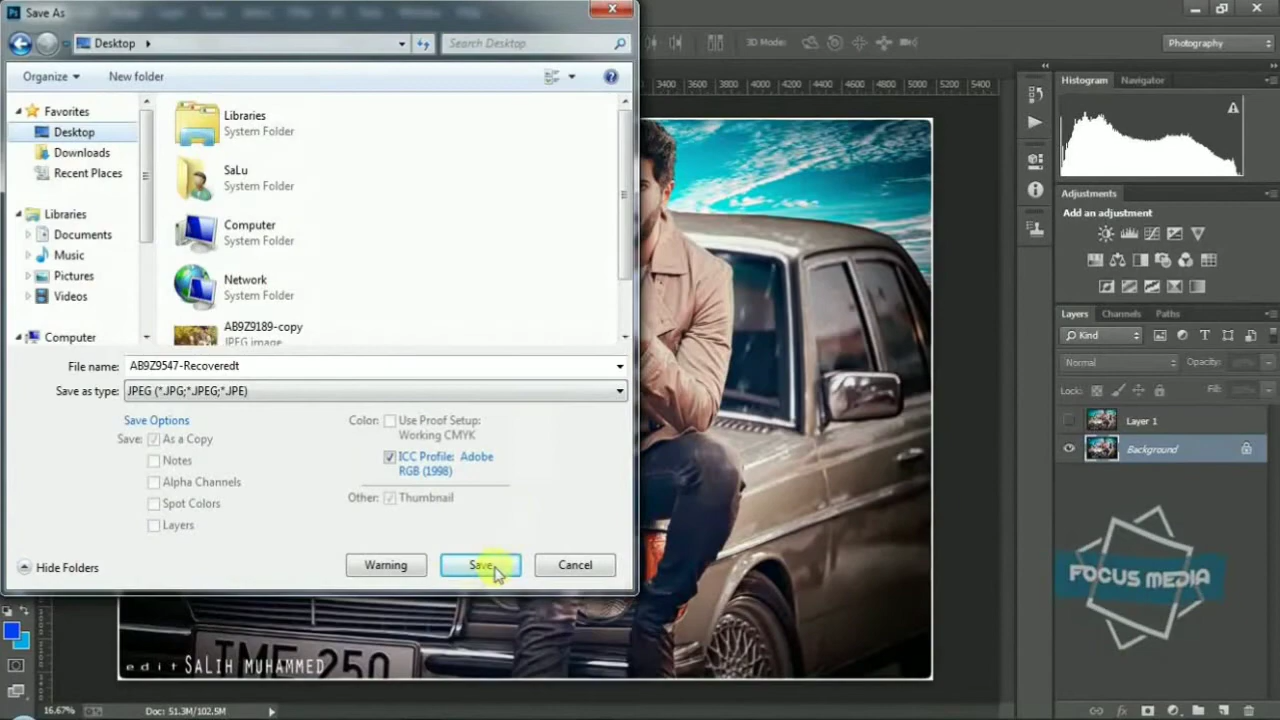 Save As
Desktop
Search Desktop
Organize
New folder
3D Mode:
Photography
Favorites
Desktop
Downloads
Recent Places
Libraries
Documents
Music
Pictures
Videos
Computer
Libraries
System Folder
SaLu
System Folder
Computer
System Folder
Network
System Folder
AB9Z9189-copy
JPEG image
File name: AB9Z9547-Recoveredt
Save as type: JPEG (*.JPG;*.JPEG;*.JPE)
Save Options
Save: As a Copy
Notes
Alpha Channels
Spot Colors
Layers
Color: Use Proof Setup:
Working CMYK
ICC Profile: Adobe
RGB (1998)
Other: Thumbnail
Hide Folders
Warning
Save
Cancel
3400 3600 3800 4000 4200 4400 4600 4800 5000 5200 5400
Histogram
Navigator
Adjustments
Add an adjustment
Layers
Channels
Paths
Kind
Normal
Opacity:
Lock:
Fill:
Layer 1
Background
FOCUS MEDIA
TME 250
edit SALIH MUHAMMED
16.67%
Doc: 51.3M/102.5M